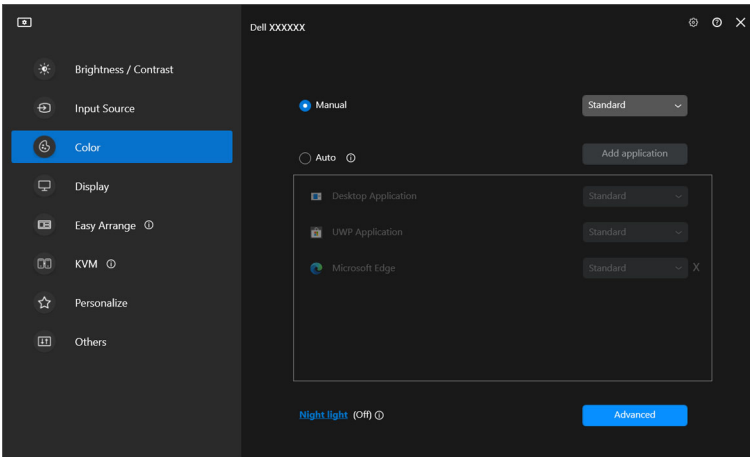 Dell XXXXXX
Brightness / Contrast
Input Source
Color
Display
Easy Arrange
KVM
Personalize
Others
Manual
Standard
Auto
Add application
Desktop Application
Standard
UWP Application
Standard
Microsoft Edge
Standard
X
Night light (Off)
Advanced